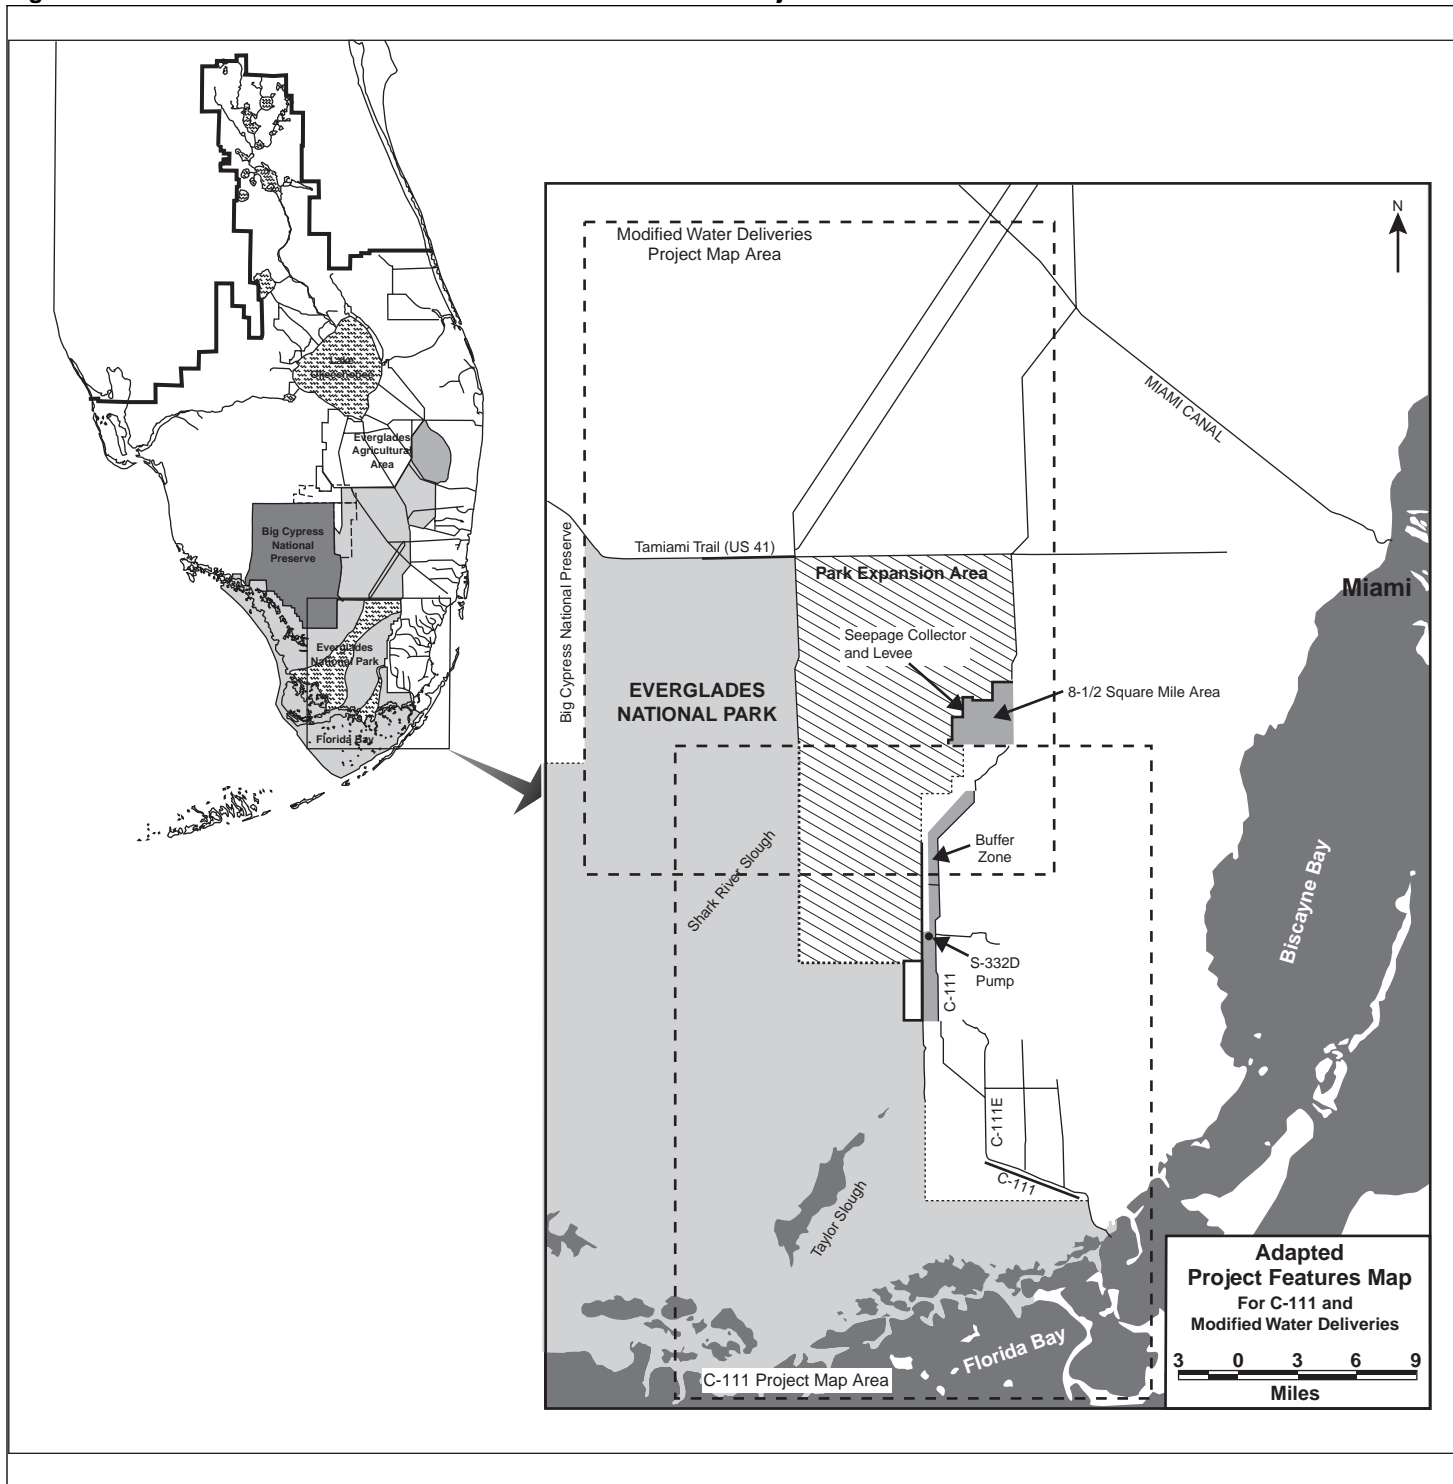 Lake
Okeechobee
Everglades
Agricultural
Area
Big Cypress
National
Preserve
Everglades
National Park
Florida Bay
Modified Water Deliveries
Project Map Area
N
MIAMI CANAL
Big Cypress National Preserve
Tamiami Trail (US 41)
Park Expansion Area
Miami
Seepage Collector
and Levee
EVERGLADES
NATIONAL PARK
8-1/2 Square Mile Area
Shark River Slough
Buffer
Zone
Biscayne Bay
S-332D
Pump
C-111
C-111E
C-111
Taylor Slough
Florida Bay
C-111 Project Map Area
Adapted
Project Features Map
For C-111 and
Modified Water Deliveries
3 0 3 6 9
Miles